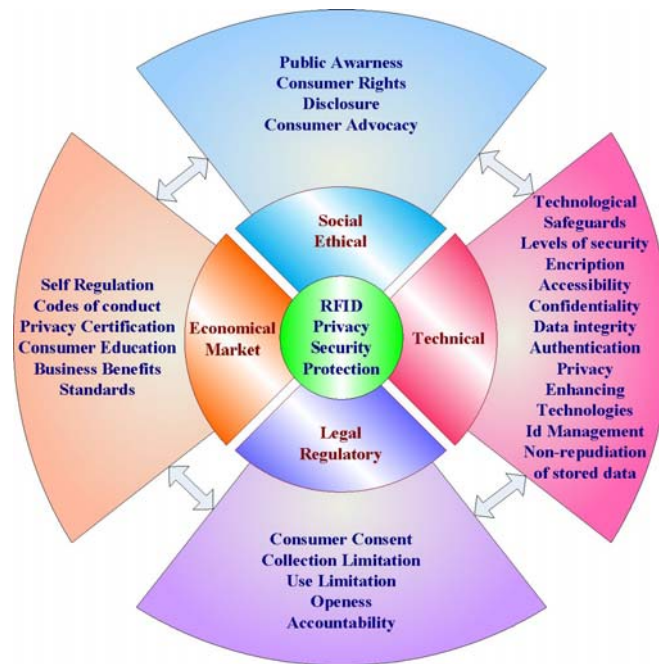 Public Awarness
Consumer Rights
Disclosure
Consumer Advocacy
Social
Ethical
Self Regulation
Codes of conduct
Privacy Certification
Consumer Education
Business Benefits
Standards
Economical
Market
RFID
Privacy
Security
Protection
Technical
Technological
Safeguards
Levels of security
Encription
Accessibility
Confidentiality
Data integrity
Authentication
Privacy
Enhancing
Technologies
Id Management
Non-repudiation
of stored data
Legal
Regulatory
Consumer Consent
Collection Limitation
Use Limitation
Openess
Accountability